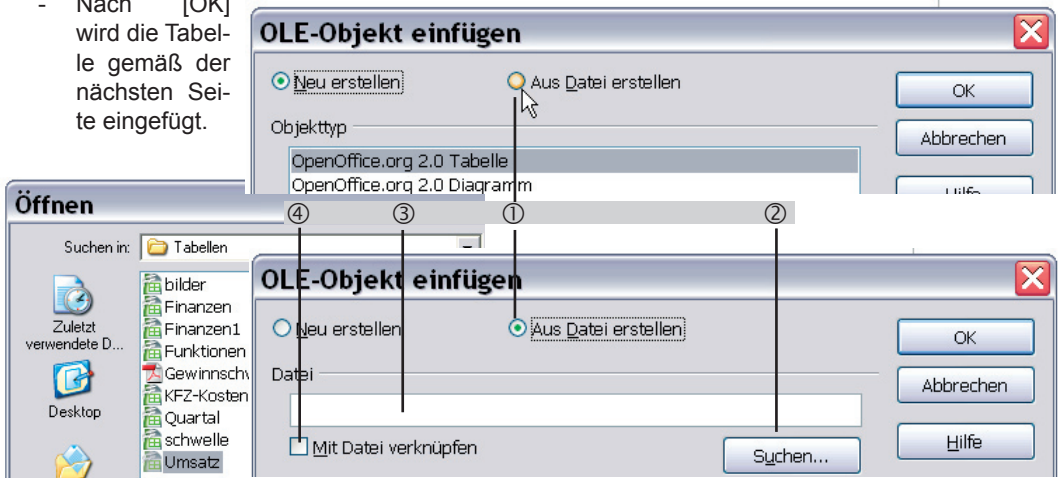 - Nach [OK]
wird die Tabel-
le gemäß der
nächsten Sei-
te eingefügt.
OLE-Objekt einfügen
Neu erstellen
Aus Datei erstellen
OK
Objekttyp
Abbrechen
OpenOffice.org 2.0 Tabelle
OpenOffice.org 2.0 Diagramm
Hilfe
Öffnen
④ ③ ① ②
Suchen in: Tabellen
OLE-Objekt einfügen
bilder
Finanzen
Finanzen1
Funktionen
Gewinnschw
KFZ-Kosten
Quartal
schwelle
Umsatz
Zuletzt
verwendete D...
Desktop
Neu erstellen
Aus Datei erstellen
OK
Datei
Abbrechen
Mit Datei verknüpfen
Suchen...
Hilfe